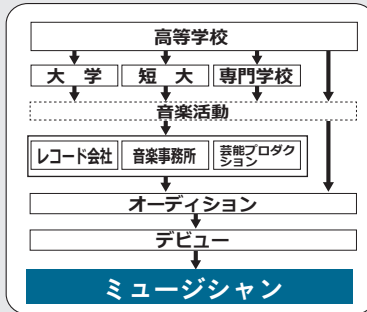 高等学校
大 学 短 大 専門学校
音楽活動
レコード会社 音楽事務所 芸能プロダク
ション
オーディション
デビュー
ミュージシャン